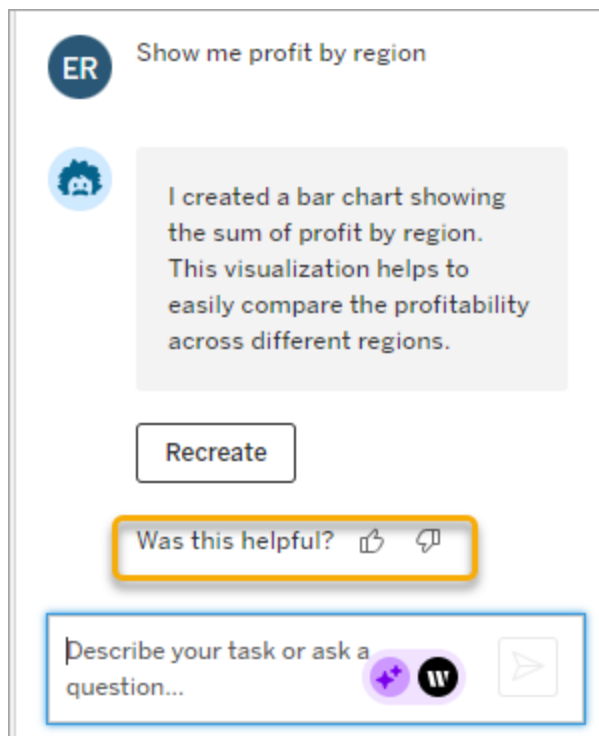 ER
Show me profit by region
I created a bar chart showing
the sum of profit by region.
This visualization helps to
easily compare the profitability
across different regions.
Recreate
Was this helpful?
Describe your task or ask a
question...
W